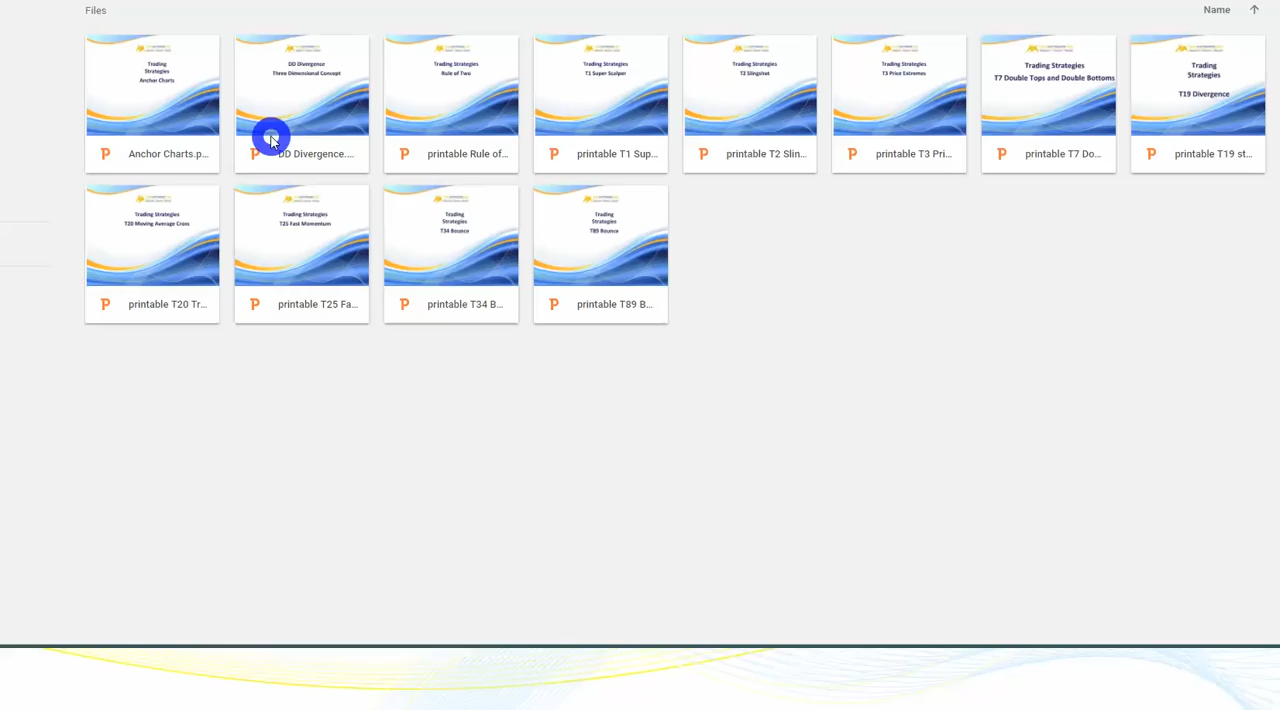 Files
Name
Trading
Strategies
Anchor Charts
DD Divergence
Three Dimensional Concept
Trading Strategies
Rule of Two
Trading Strategies
T1 Super Scalper
Trading Strategies
T2 Slingshot
Trading Strategies
T3 Price Extremes
Trading Strategies
T7 Double Tops and Double Bottoms
Trading
Strategies
T19 Divergence
Anchor Charts.p...
DD Divergence....
printable Rule of...
printable T1 Sup...
printable T2 Slin...
printable T3 Pri...
printable T7 Do...
printable T19 st...
Trading Strategies
T20 Moving Average Cross
Trading Strategies
T25 Fast Momentum
Trading
Strategies
T34 Bounce
Trading
Strategies
T89 Bounce
printable T20 Tr...
printable T25 Fa...
printable T34 B...
printable T89 B...